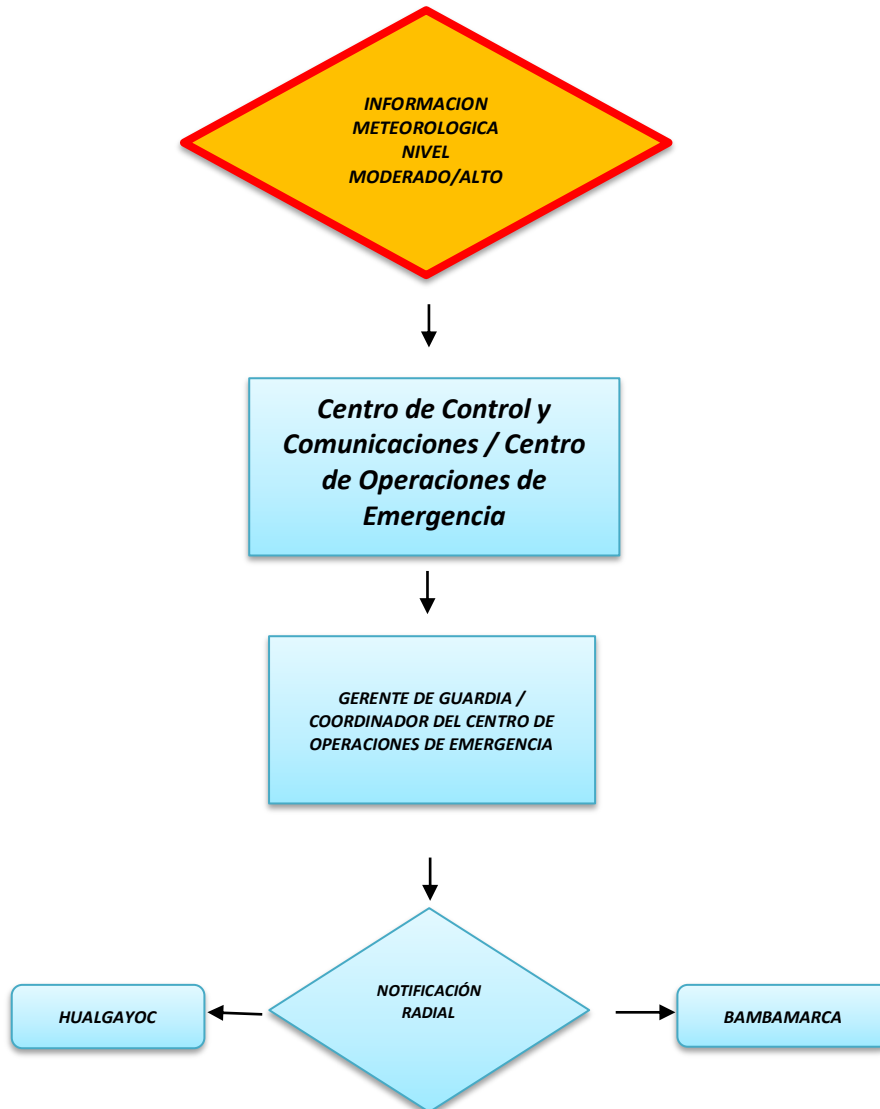 INFORMACION
METEOROLOGICA
NIVEL
MODERADO/ALTO
Centro de Control y
Comunicaciones / Centro
de Operaciones de
Emergencia
GERENTE DE GUARDIA /
COORDINADOR DEL CENTRO DE
OPERACIONES DE EMERGENCIA
NOTIFICACIÓN
RADIAL
HUALGAYOC
BAMBAMARCA